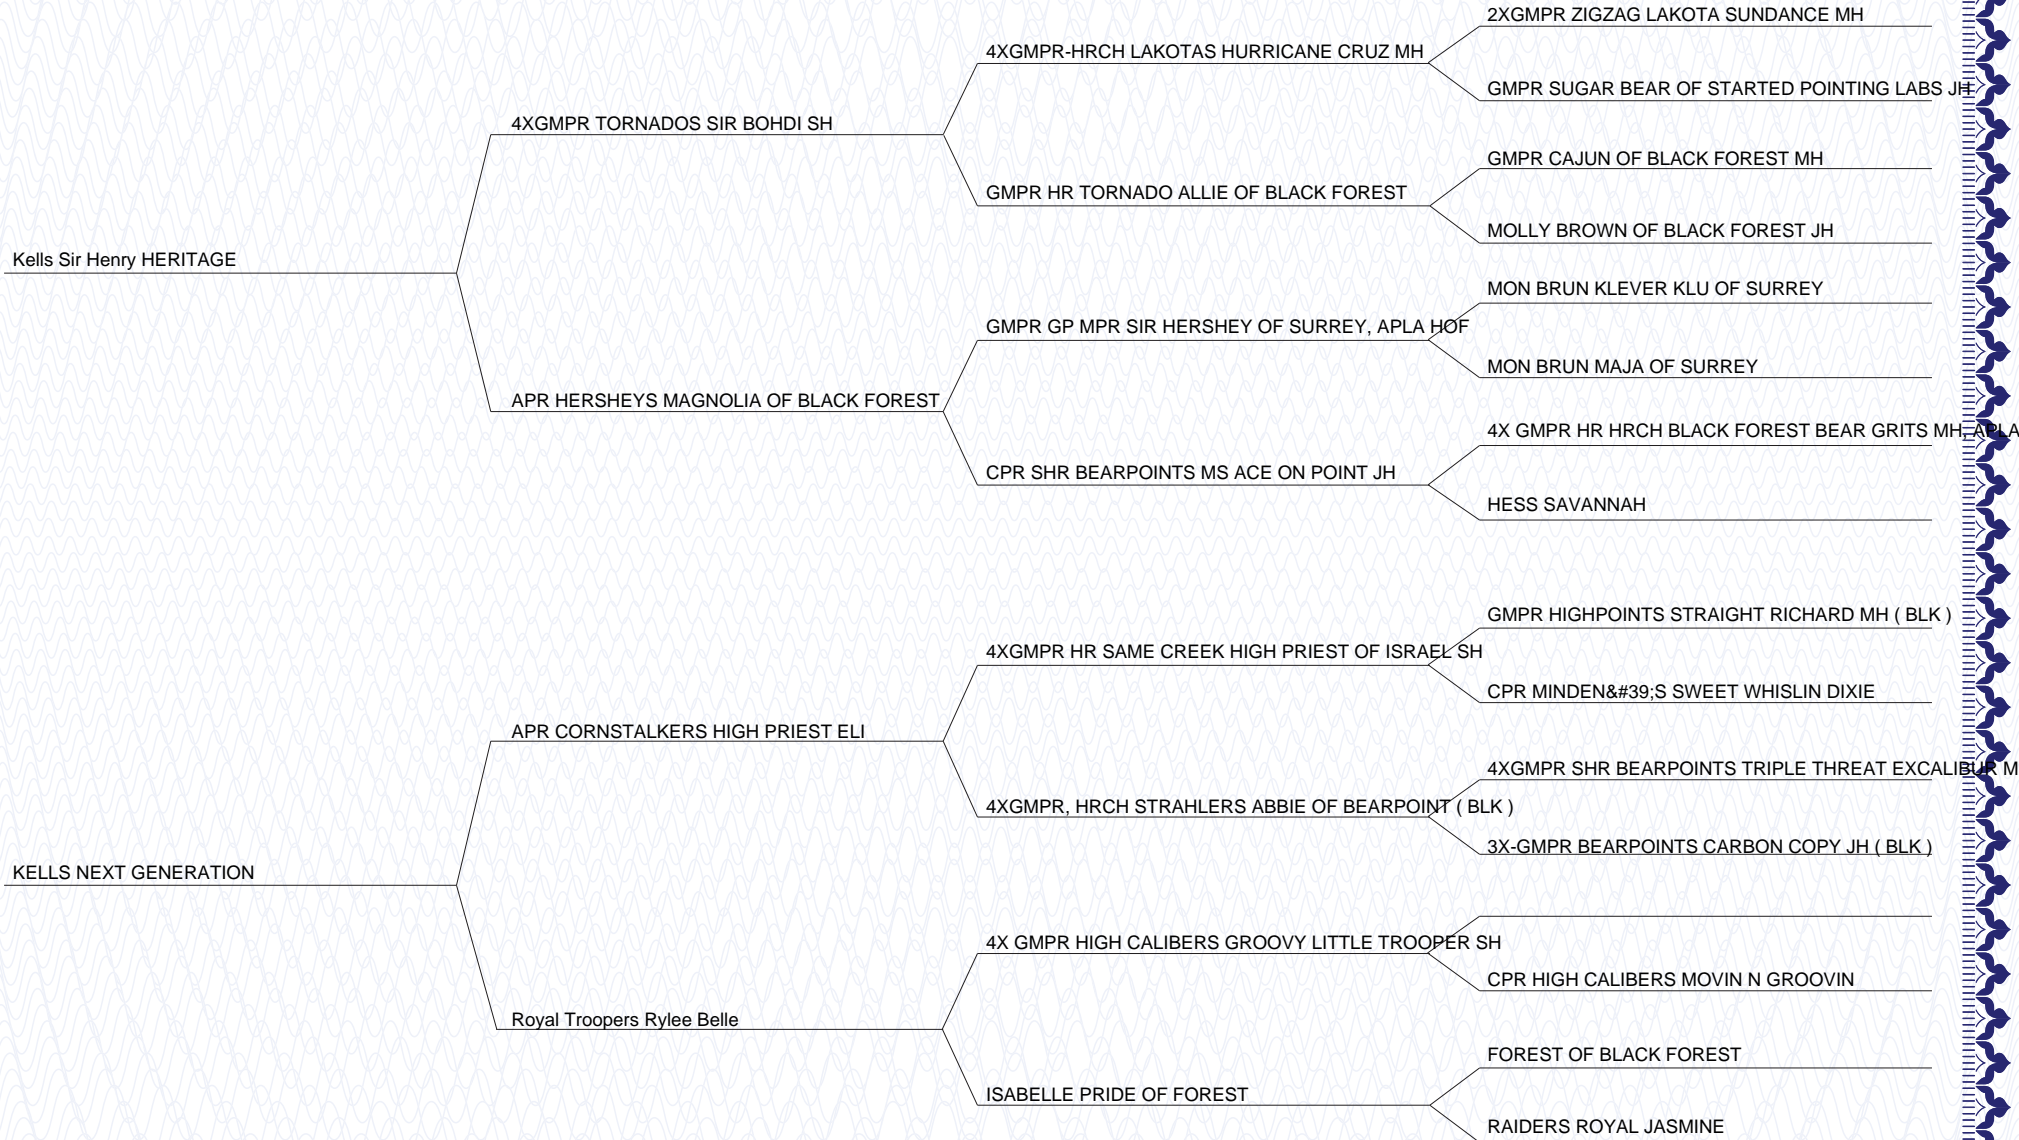 2XGMPR ZIGZAG LAKOTA SUNDANCE MH
4XGMPR-HRCH LAKOTAS HURRICANE CRUZ MH
GMPR SUGAR BEAR OF STARTED POINTING LABS JH
4XGMPR TORNADOS SIR BOHDI SH
GMPR CAJUN OF BLACK FOREST MH
GMPR HR TORNADO ALLIE OF BLACK FOREST
MOLLY BROWN OF BLACK FOREST JH
Kells Sir Henry HERITAGE
MON BRUN KLEVER KLU OF SURREY
GMPR GP MPR SIR HERSHEY OF SURREY, APLA HOF
MON BRUN MAJA OF SURREY
APR HERSHEYS MAGNOLIA OF BLACK FOREST
4X GMPR HR HRCH BLACK FOREST BEAR GRITS MH, APLA
CPR SHR BEARPOINTS MS ACE ON POINT JH
HESS SAVANNAH
GMPR HIGHPOINTS STRAIGHT RICHARD MH ( BLK )
4XGMPR HR SAME CREEK HIGH PRIEST OF ISRAEL SH
CPR MINDEN&#39;S SWEET WHISLIN DIXIE
APR CORNSTALKERS HIGH PRIEST ELI
4XGMPR SHR BEARPOINTS TRIPLE THREAT EXCALIBUR M
4XGMPR, HRCH STRAHLERS ABBIE OF BEARPOINT ( BLK )
3X-GMPR BEARPOINTS CARBON COPY JH ( BLK )
KELLS NEXT GENERATION
4X GMPR HIGH CALIBERS GROOVY LITTLE TROOPER SH
CPR HIGH CALIBERS MOVIN N GROOVIN
Royal Troopers Rylee Belle
FOREST OF BLACK FOREST
ISABELLE PRIDE OF FOREST
RAIDERS ROYAL JASMINE